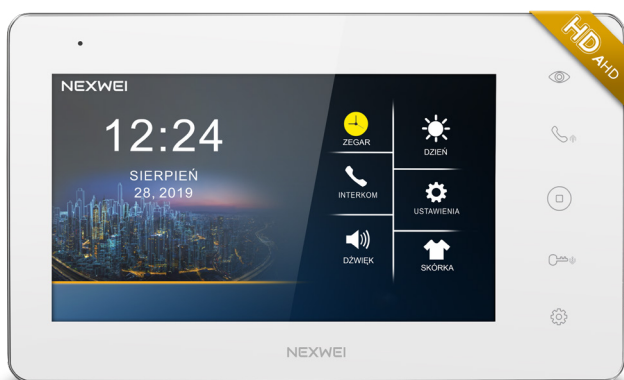 HD AHD
NEXWEI
12:24
SIERPIEŃ
28, 2019
ZEGAR
DZIEŃ
INTERKOM
USTAWIENIA
DŹWIĘK
SKÓRKA
NEXWEI